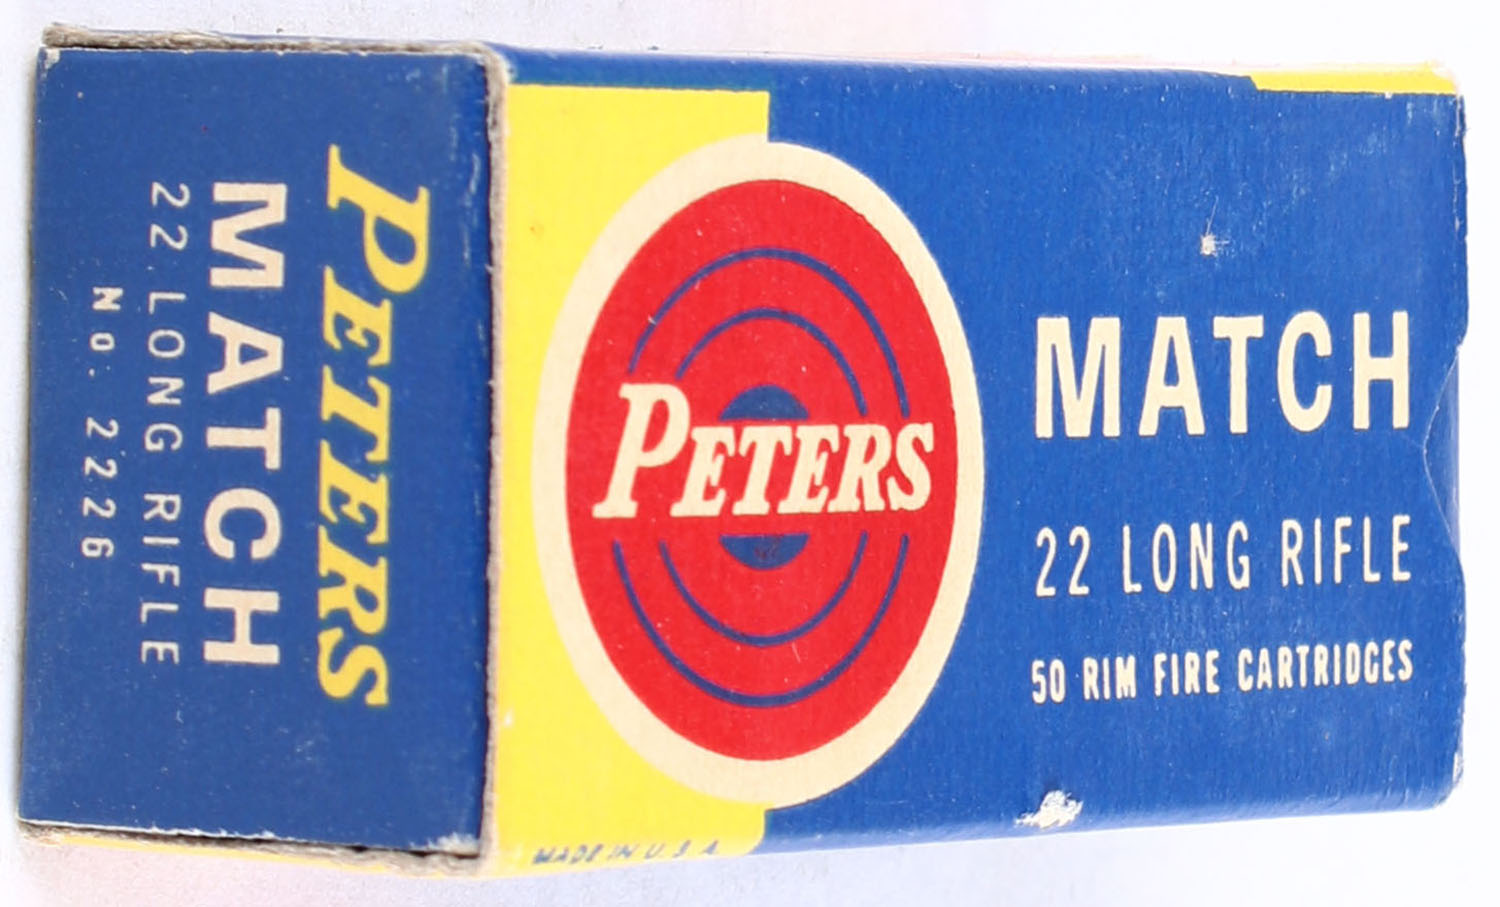 PETERS
MATCH
22 LONG RIFLE
No. 2226
PETERS
MATCH
22 LONG RIFLE
50 RIM FIRE CARTRIDGES
MADE IN U.S.A.